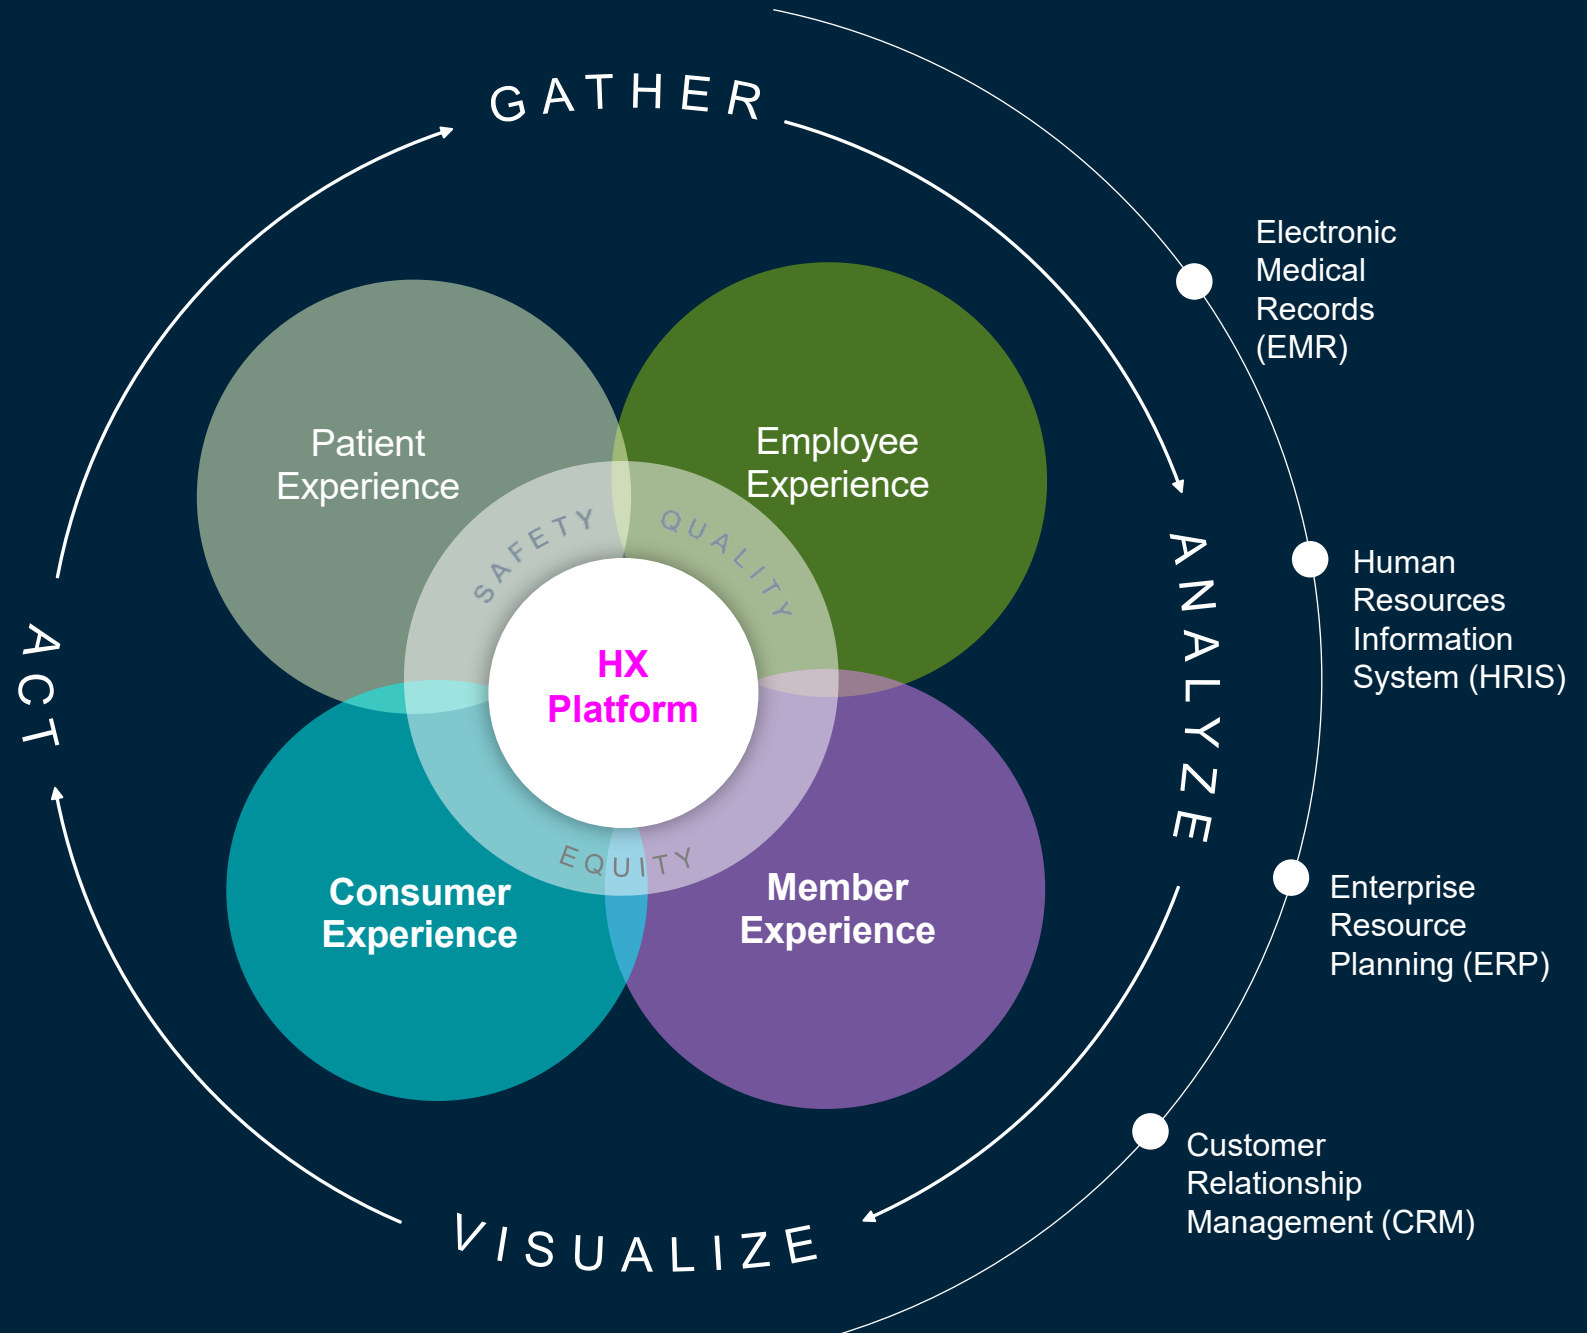 GATHER
Electronic
Medical
Records
(EMR)
Patient
Experience
Employee
Experience
SAFETY
QUALITY
ANALYZE
Human
Resources
Information
System (HRIS)
ACT
HX
Platform
EQUITY
Consumer
Experience
Member
Experience
Enterprise
Resource
Planning (ERP)
Customer
Relationship
Management (CRM)
VISUALIZE